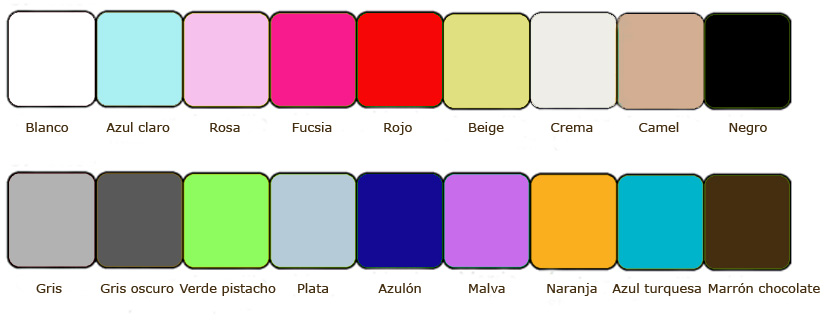 Blanco Azul claro Rosa Fucsia Rojo Beige Crema Camel Negro
Gris Gris oscuro Verde pistacho Plata Azulón Malva Naranja Azul turquesa Marrón chocolate